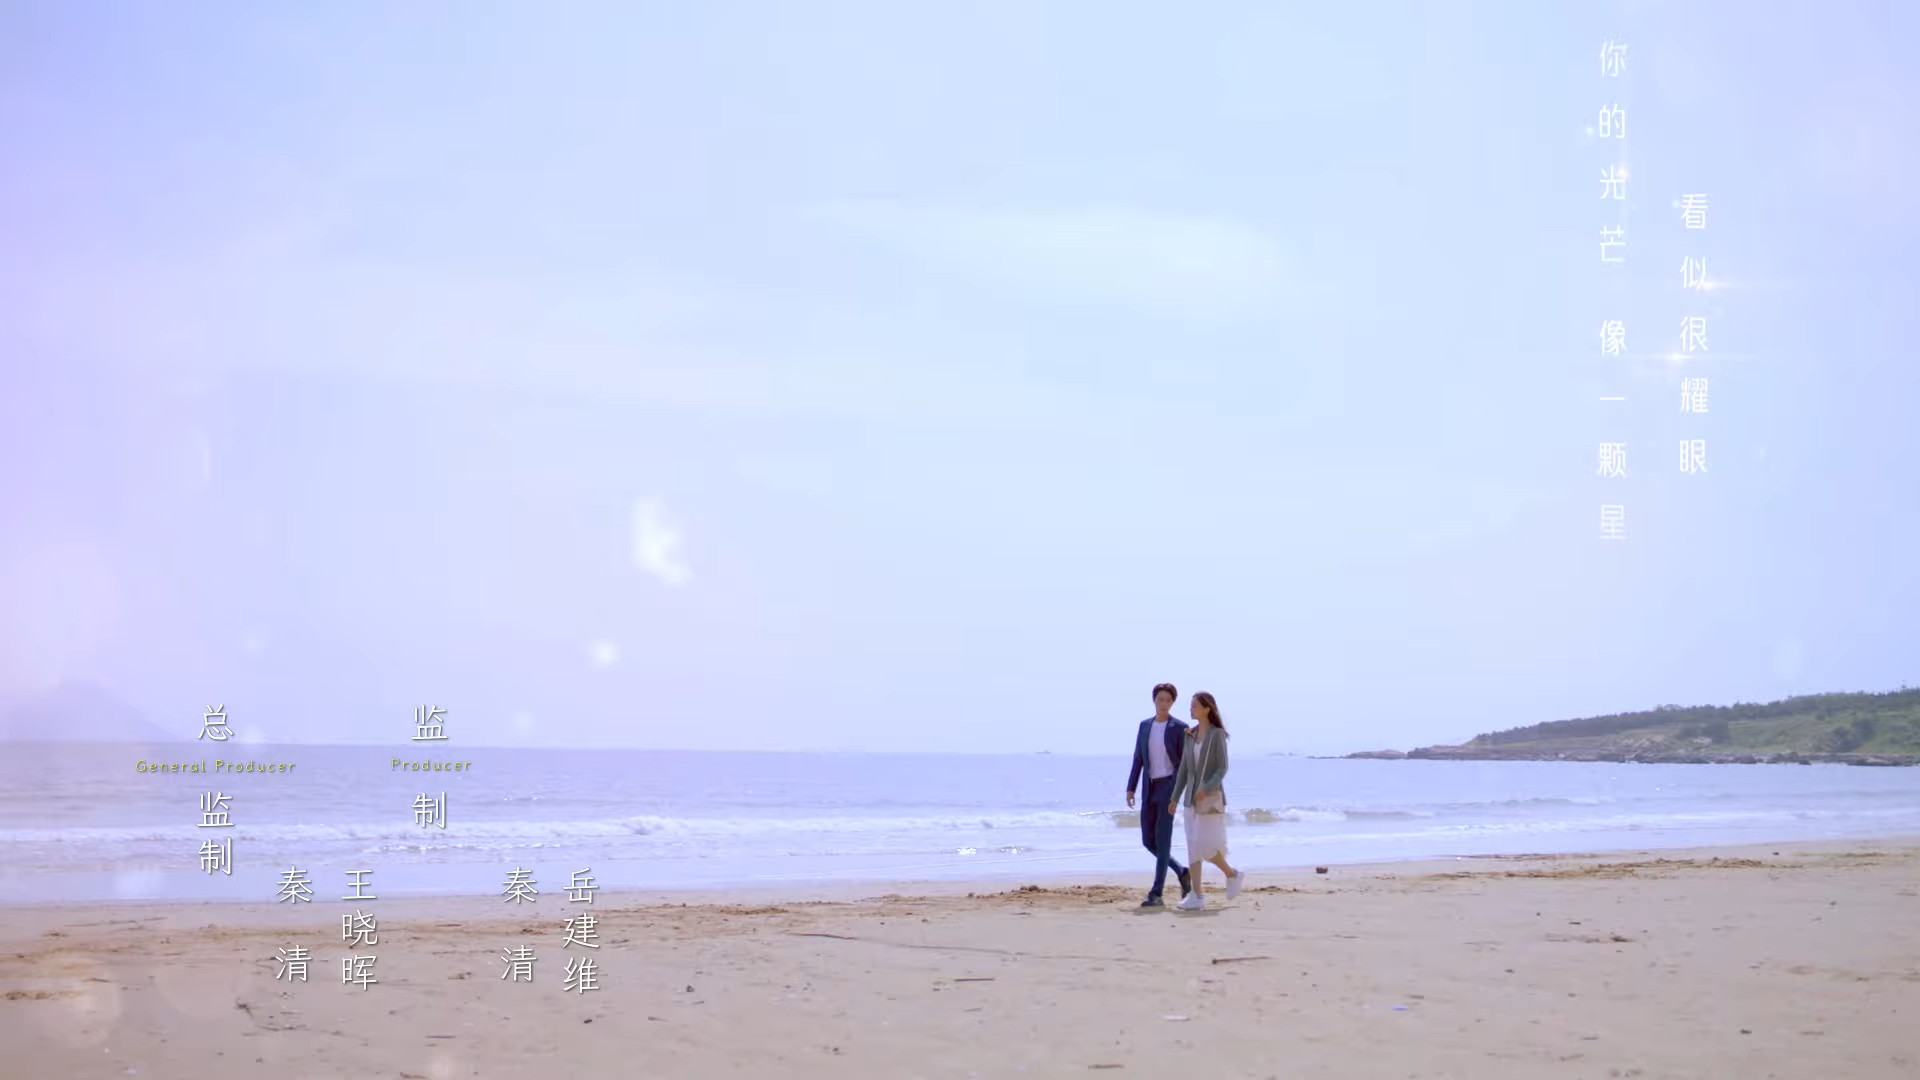 看似很耀眼
你的光芒 像一颗星
总监制
General Producer
王晓晖
秦清
监制
Producer
岳建维
秦清